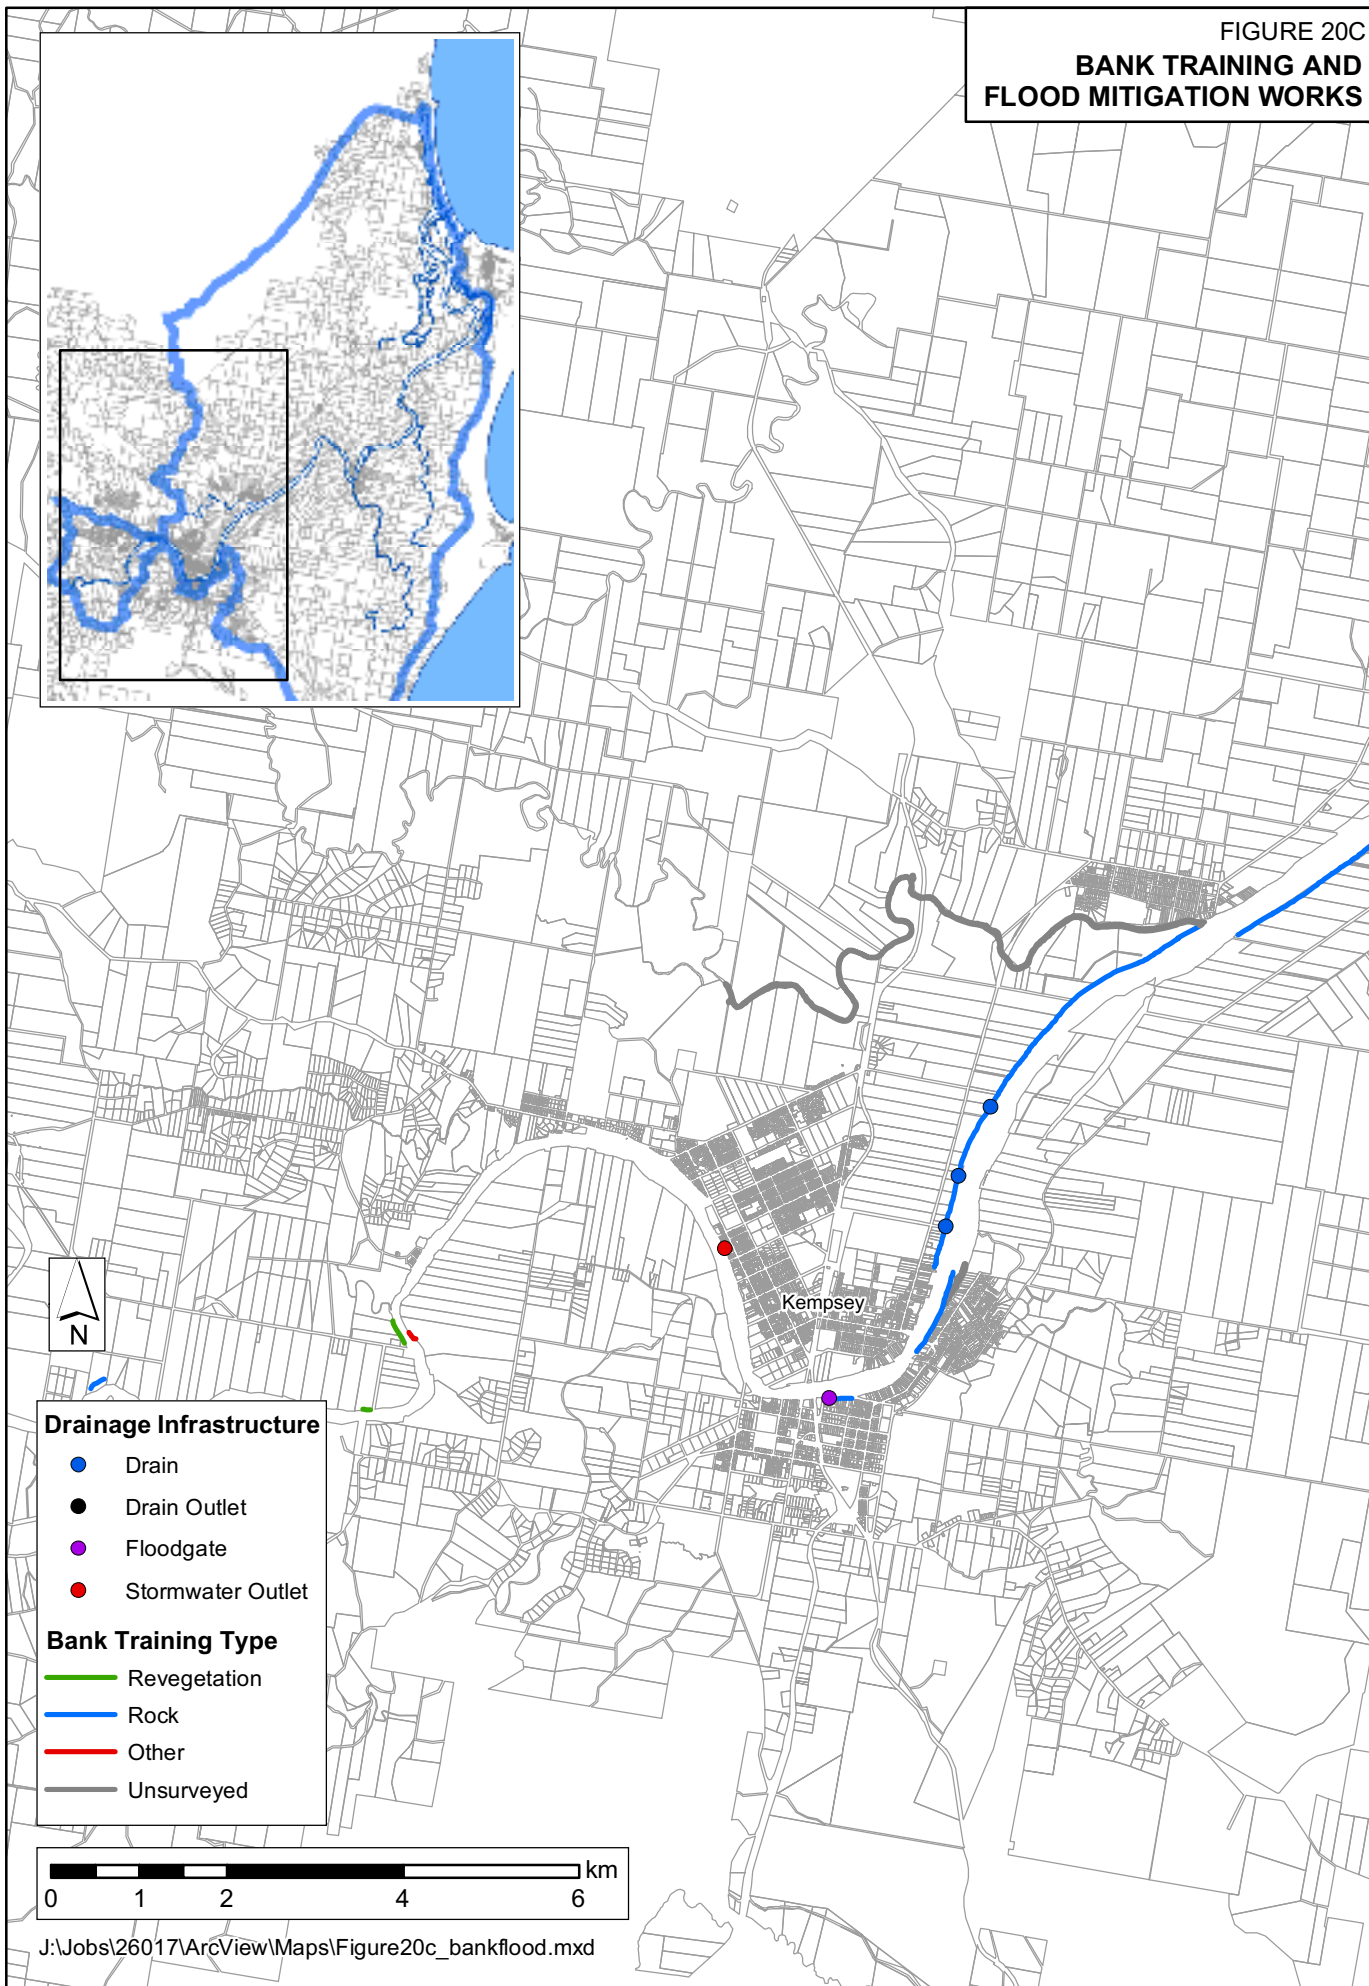 FIGURE 20C
BANK TRAINING AND
FLOOD MITIGATION WORKS
Kempsey
N
Drainage Infrastructure
Drain
Drain Outlet
Floodgate
Stormwater Outlet
Bank Training Type
Revegetation
Rock
Other
Unsurveyed
km
0 1 2 4 6
J:\Jobs\26017\ArcView\Maps\Figure20c_bankflood.mxd